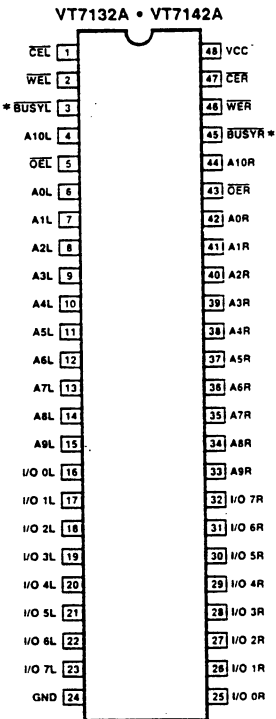 VT7132A • VT7142A
CEL 1 48 VCC
WEL 2 47 CER
* BUSYL 3 46 WER
A10L 4 45 BUSYR *
OEL 5 44 A10R
A0L 6 43 OER
A1L 7 42 A0R
A2L 8 41 A1R
A3L 9 40 A2R
A4L 10 39 A3R
A5L 11 38 A4R
A6L 12 37 A5R
A7L 13 36 A6R
A8L 14 35 A7R
A9L 15 34 A8R
I/O 0L 16 33 A9R
I/O 1L 17 32 I/O 7R
I/O 2L 18 31 I/O 6R
I/O 3L 19 30 I/O 5R
I/O 4L 20 29 I/O 4R
I/O 5L 21 28 I/O 3R
I/O 6L 22 27 I/O 2R
I/O 7L 23 26 I/O 1R
GND 24 25 I/O 0R